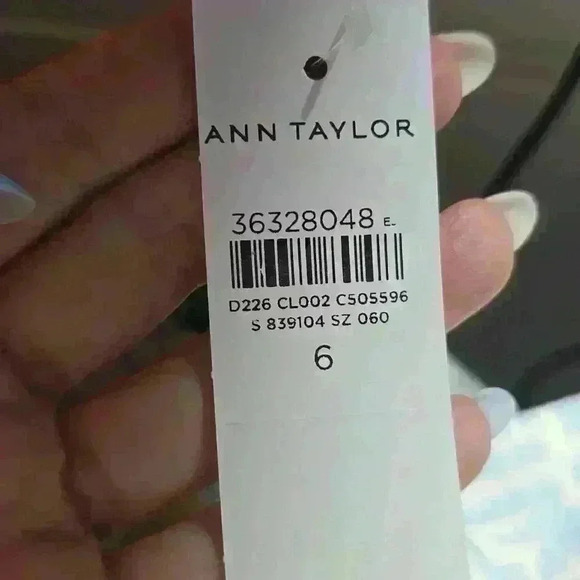 ANN TAYLOR
36328048 E-
D226 CL002 C505596
S 839104 SZ 060
6